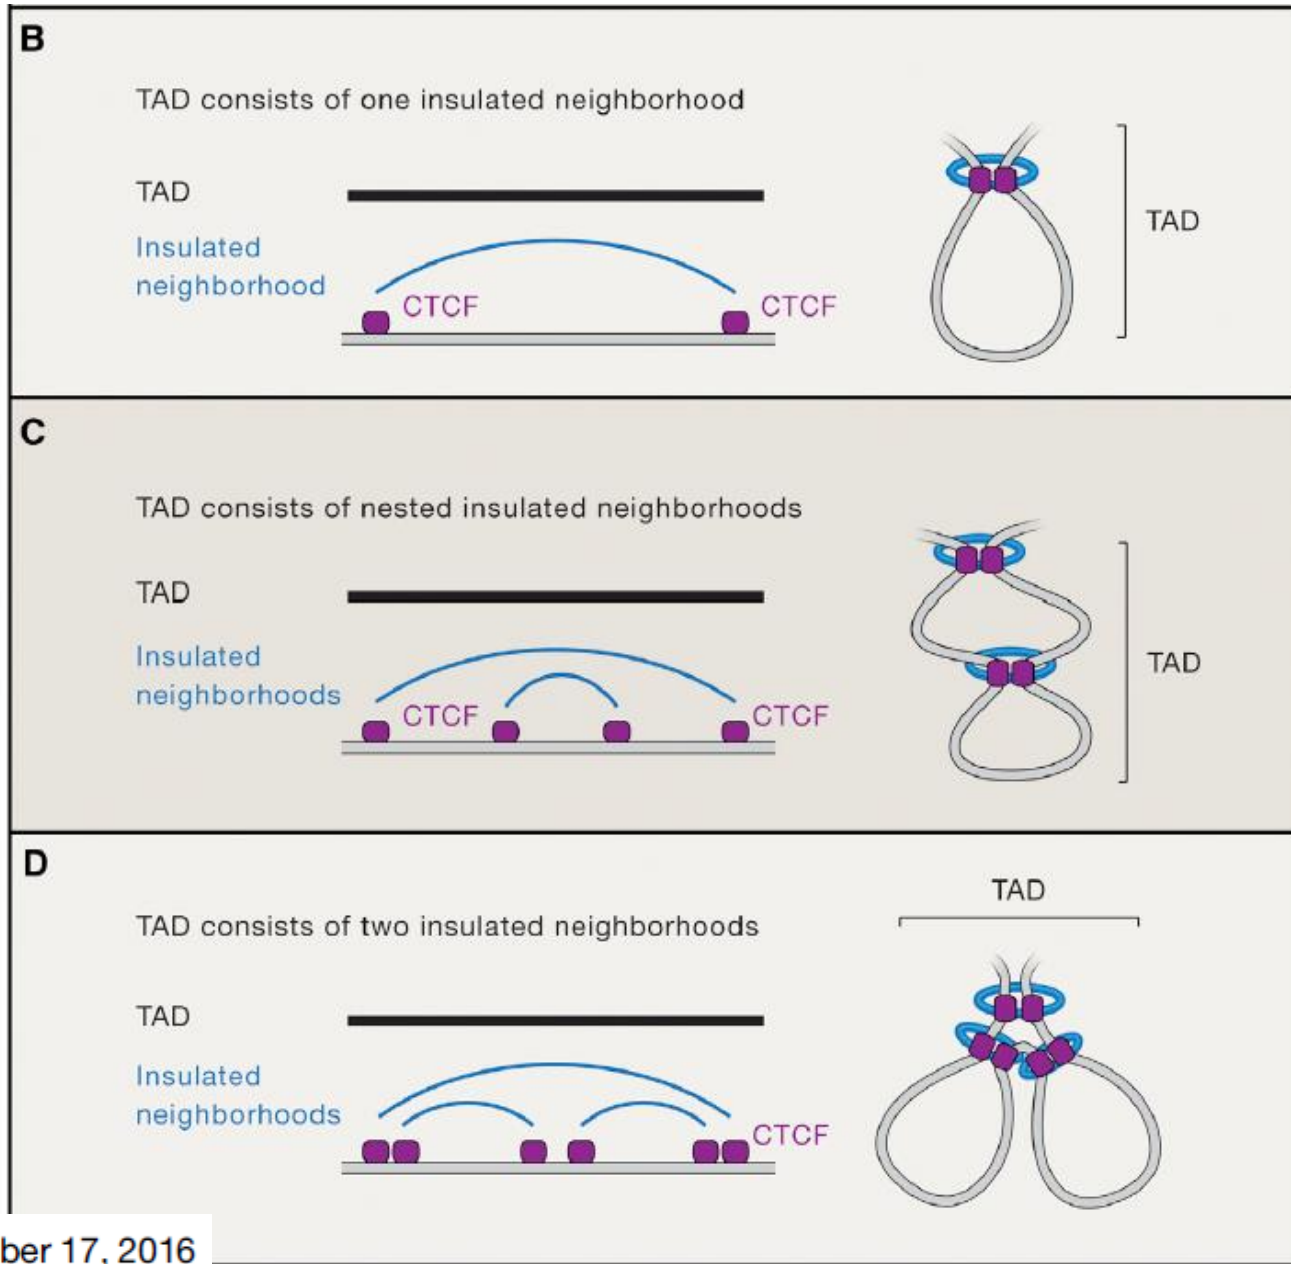 B
TAD consists of one insulated neighborhood
TAD
Insulated
neighborhood
CTCF
CTCF
TAD
C
TAD consists of nested insulated neighborhoods
TAD
Insulated
neighborhoods
CTCF
CTCF
TAD
D
TAD
TAD consists of two insulated neighborhoods
TAD
Insulated
neighborhoods
CTCF
ber 17, 2016